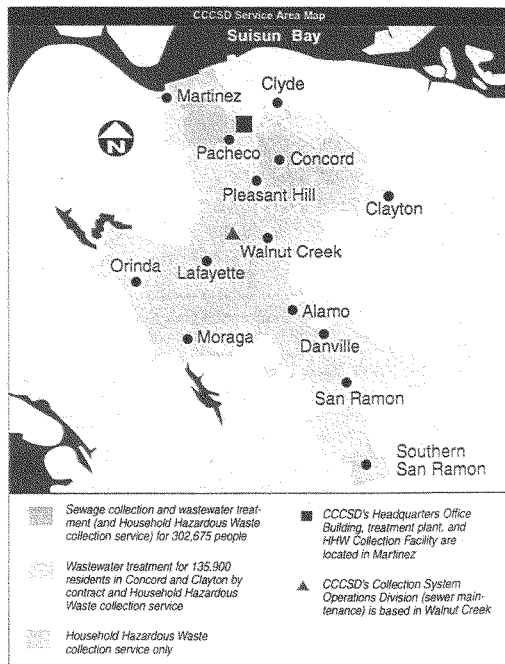 CCCSD Service Area Map
Suisun Bay
Clyde
Martinez
N
Pacheco
Concord
Pleasant Hill
Clayton
Walnut Creek
Orinda
Lafayette
Alamo
Moraga
Danville
San Ramon
Southern
San Ramon
Sewage collection and wastewater treat-
ment (and Household Hazardous Waste
collection service) for 302,675 people
Wastewater treatment for 135,900
residents in Concord and Clayton by
contract and Household Hazardous
Waste collection service
Household Hazardous Waste
collection service only
CCCSD's Headquarters Office
Building, treatment plant, and
HHW Collection Facility are
located in Martinez
CCCSD's Collection System
Operations Division (sewer main-
tenance) is based in Walnut Creek